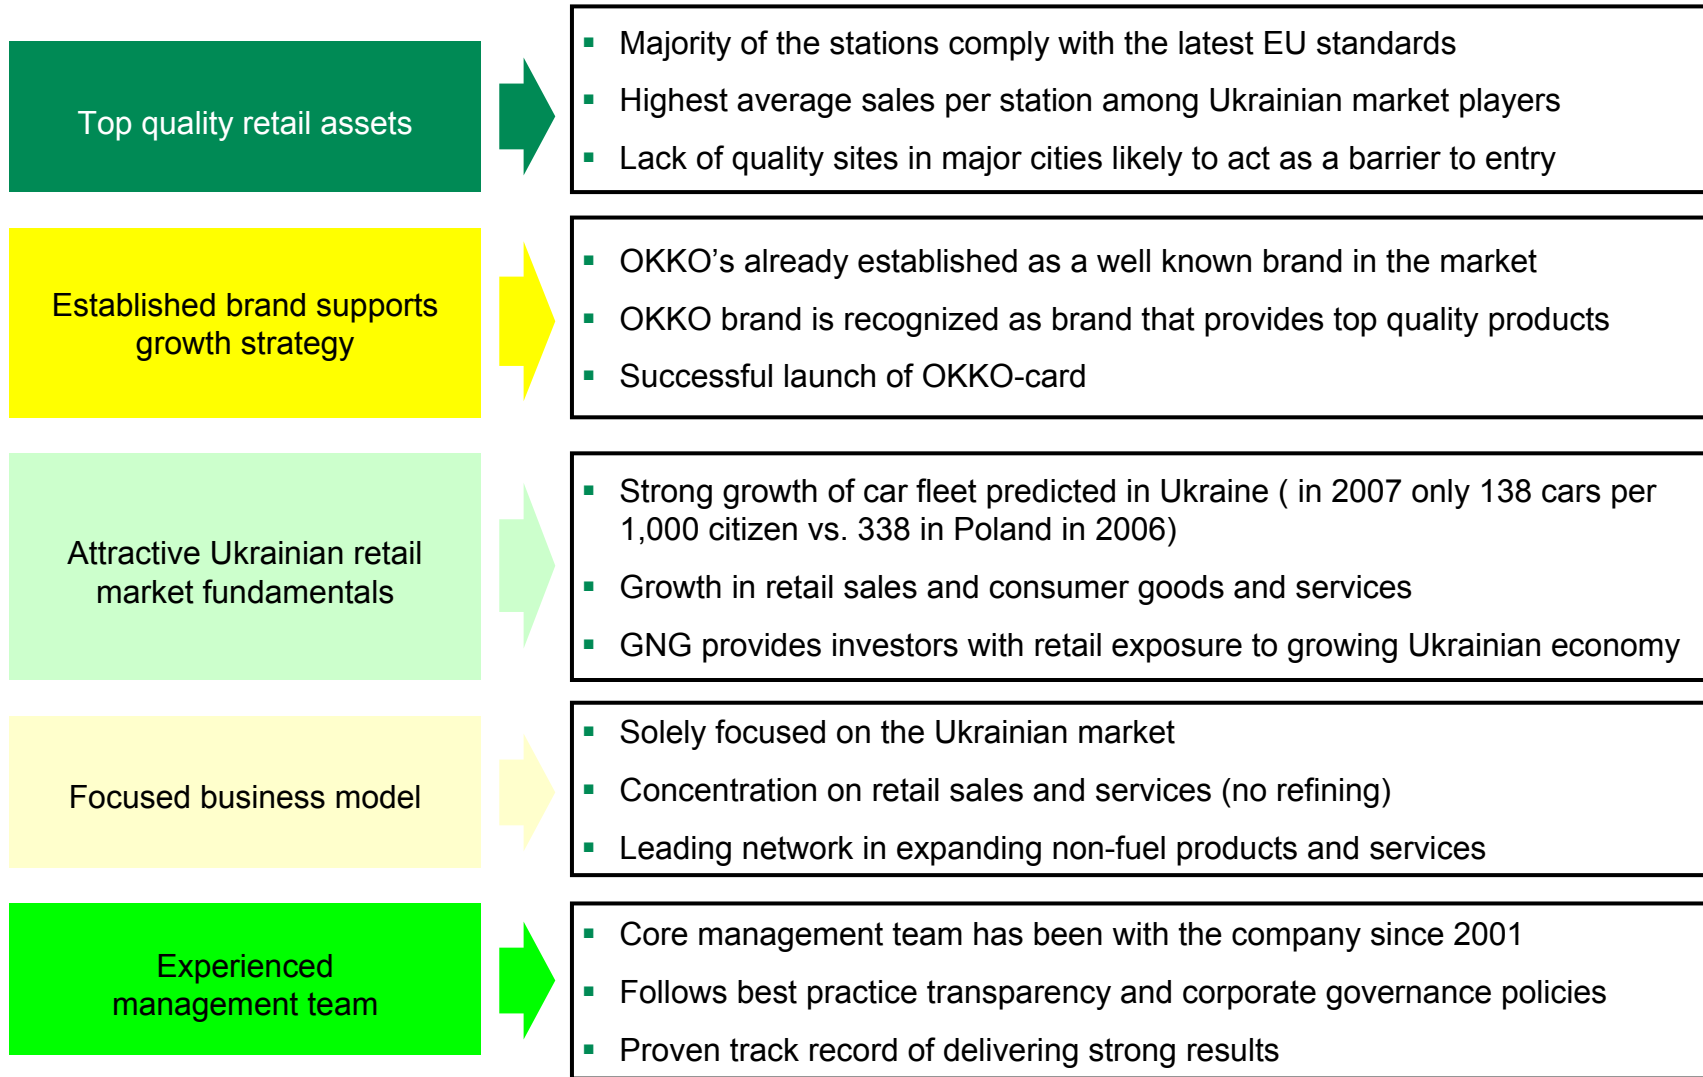 Top quality retail assets
▪ Majority of the stations comply with the latest EU standards
▪ Highest average sales per station among Ukrainian market players
▪ Lack of quality sites in major cities likely to act as a barrier to entry
Established brand supports
growth strategy
▪ OKKO’s already established as a well known brand in the market
▪ OKKO brand is recognized as brand that provides top quality products
▪ Successful launch of OKKO-card
Attractive Ukrainian retail
market fundamentals
▪ Strong growth of car fleet predicted in Ukraine ( in 2007 only 138 cars per
1,000 citizen vs. 338 in Poland in 2006)
▪ Growth in retail sales and consumer goods and services
▪ GNG provides investors with retail exposure to growing Ukrainian economy
Focused business model
▪ Solely focused on the Ukrainian market
▪ Concentration on retail sales and services (no refining)
▪ Leading network in expanding non-fuel products and services
Experienced
management team
▪ Core management team has been with the company since 2001
▪ Follows best practice transparency and corporate governance policies
▪ Proven track record of delivering strong results